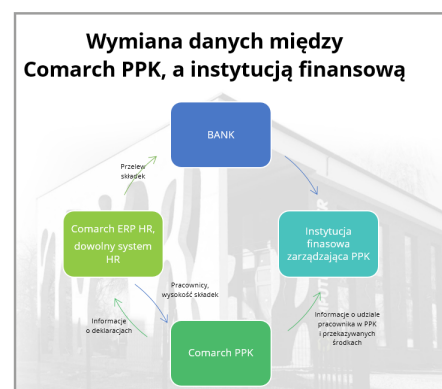 Wymiana danych między
Comarch PPK, a instytucją finansową
BANK
Przelew
składek
Comarch ERP HR,
dowolny system
HR
Instytucja
finasowa
zarządzająca PPK
Pracownicy,
wysokość składek
Informacje
o deklaracjach
Informacje o udziale
pracownika w PPK
i przekazywanych
środkach
Comarch PPK